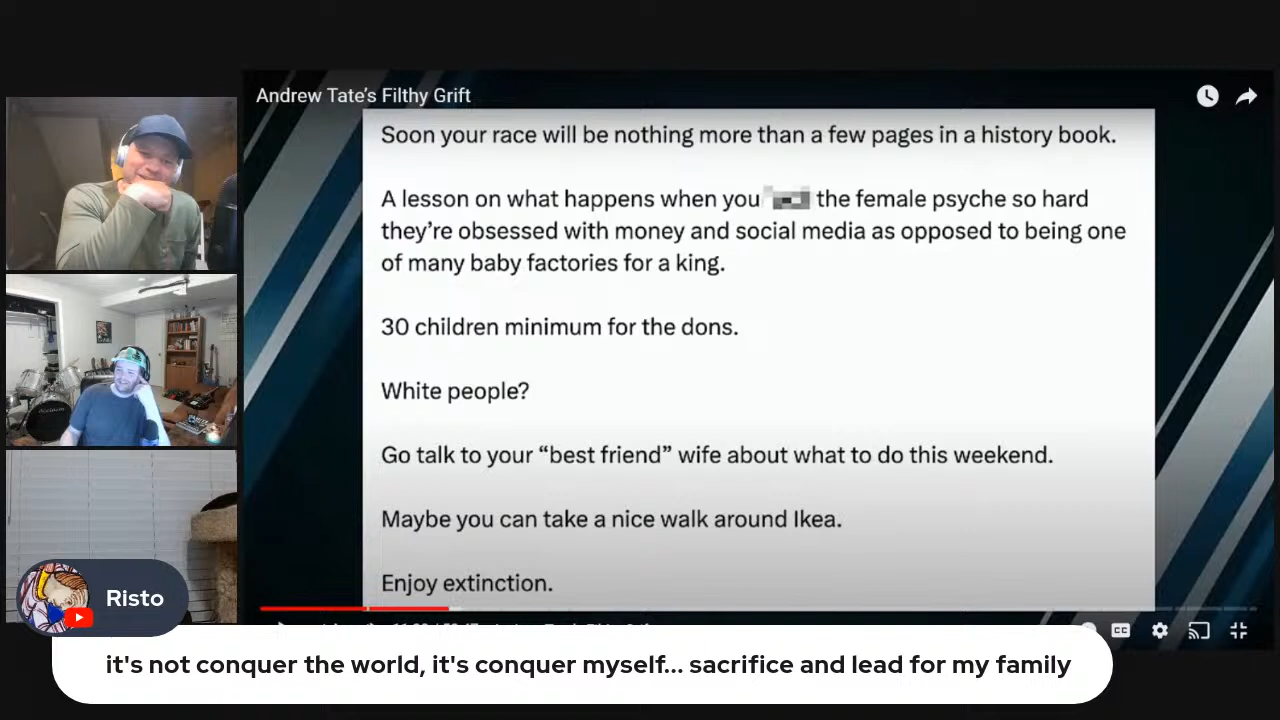 Andrew Tate's Filthy Grift
Soon your race will be nothing more than a few pages in a history book.
A lesson on what happens when you the female psyche so hard
they're obsessed with money and social media as opposed to being one
of many baby factories for a king.
30 children minimum for the dons.
White people?
Go talk to your “best friend” wife about what to do this weekend.
Maybe you can take a nice walk around Ikea.
Enjoy extinction.
CC
Risto
it's not conquer the world, it's conquer myself... sacrifice and lead for my family